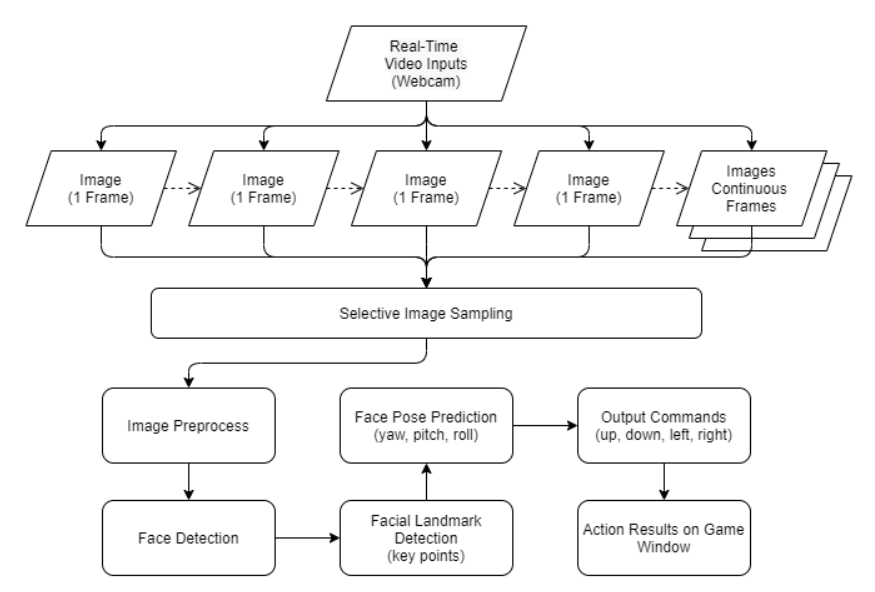 Real-Time
Video Inputs
(Webcam)
Image
(1 Frame)
Image
(1 Frame)
Image
(1 Frame)
Image
(1 Frame)
Images
Continuous
Frames
Selective Image Sampling
Image Preprocess
Face Pose Prediction
(yaw, pitch, roll)
Output Commands
(up, down, left, right)
Face Detection
Facial Landmark
Detection
(key points)
Action Results on Game
Window